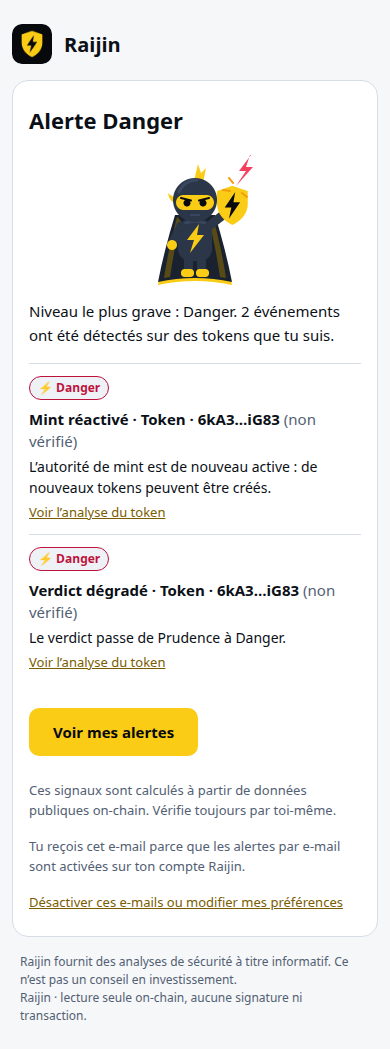 Raijin
Alerte Danger
Niveau le plus grave : Danger. 2 événements
ont été détectés sur des tokens que tu suis.
⚡ Danger
Mint réactivé · Token · 6kA3…iG83 (non
vérifié)
L’autorité de mint est de nouveau active : de
nouveaux tokens peuvent être créés.
Voir l’analyse du token
⚡ Danger
Verdict dégradé · Token · 6kA3…iG83 (non
vérifié)
Le verdict passe de Prudence à Danger.
Voir l’analyse du token
Voir mes alertes
Ces signaux sont calculés à partir de données
publiques on-chain. Vérifie toujours par toi-même.
Tu reçois cet e-mail parce que les alertes par e-mail
sont activées sur ton compte Raijin.
Désactiver ces e-mails ou modifier mes préférences
Raijin fournit des analyses de sécurité à titre informatif. Ce
n’est pas un conseil en investissement.
Raijin · lecture seule on-chain, aucune signature ni
transaction.